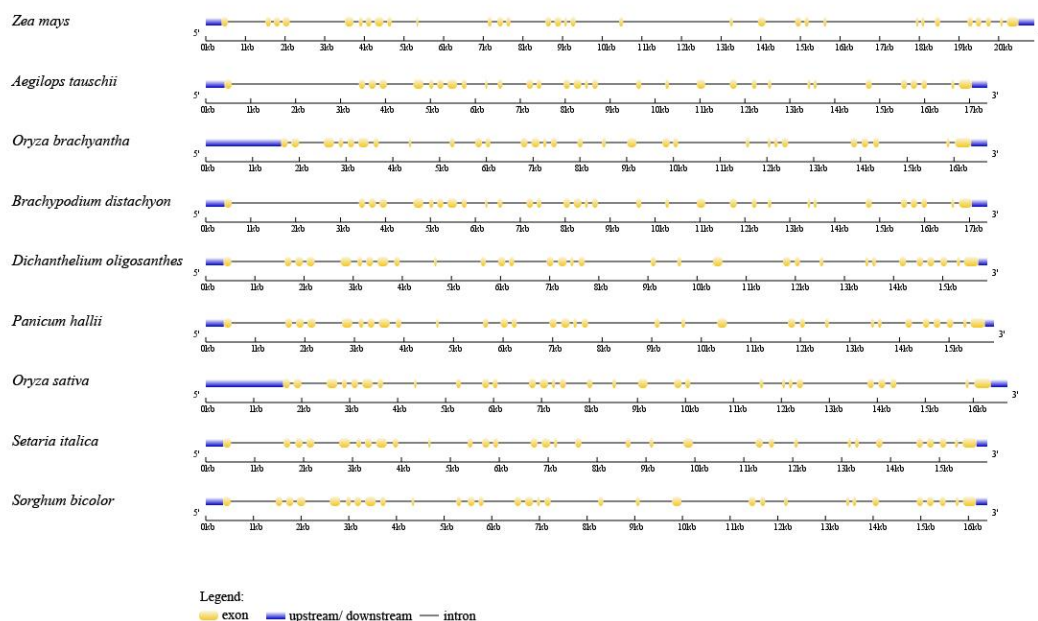 Zea mays
5'
0kb 1kb 2kb 3kb 4kb 5kb 6kb 7kb 8kb 9kb 10kb 11kb 12kb 13kb 14kb 15kb 16kb 17kb 18kb 19kb 20kb
Aegilops tauschii
5' 3'
0kb 1kb 2kb 3kb 4kb 5kb 6kb 7kb 8kb 9kb 10kb 11kb 12kb 13kb 14kb 15kb 16kb 17kb
Oryza brachyantha
5' 3'
0kb 1kb 2kb 3kb 4kb 5kb 6kb 7kb 8kb 9kb 10kb 11kb 12kb 13kb 14kb 15kb 16kb
Brachypodium distachyon
5' 3'
0kb 1kb 2kb 3kb 4kb 5kb 6kb 7kb 8kb 9kb 10kb 11kb 12kb 13kb 14kb 15kb 16kb 17kb
Dichanthelium oligosanthes
5' 3'
0kb 1kb 2kb 3kb 4kb 5kb 6kb 7kb 8kb 9kb 10kb 11kb 12kb 13kb 14kb 15kb
Panicum hallii
5' 3'
0kb 1kb 2kb 3kb 4kb 5kb 6kb 7kb 8kb 9kb 10kb 11kb 12kb 13kb 14kb 15kb
Oryza sativa
5' 3'
0kb 1kb 2kb 3kb 4kb 5kb 6kb 7kb 8kb 9kb 10kb 11kb 12kb 13kb 14kb 15kb 16kb
Setaria italica
5' 3'
0kb 1kb 2kb 3kb 4kb 5kb 6kb 7kb 8kb 9kb 10kb 11kb 12kb 13kb 14kb 15kb
Sorghum bicolor
5' 3'
0kb 1kb 2kb 3kb 4kb 5kb 6kb 7kb 8kb 9kb 10kb 11kb 12kb 13kb 14kb 15kb 16kb
Legend:
exon upstream/ downstream intron